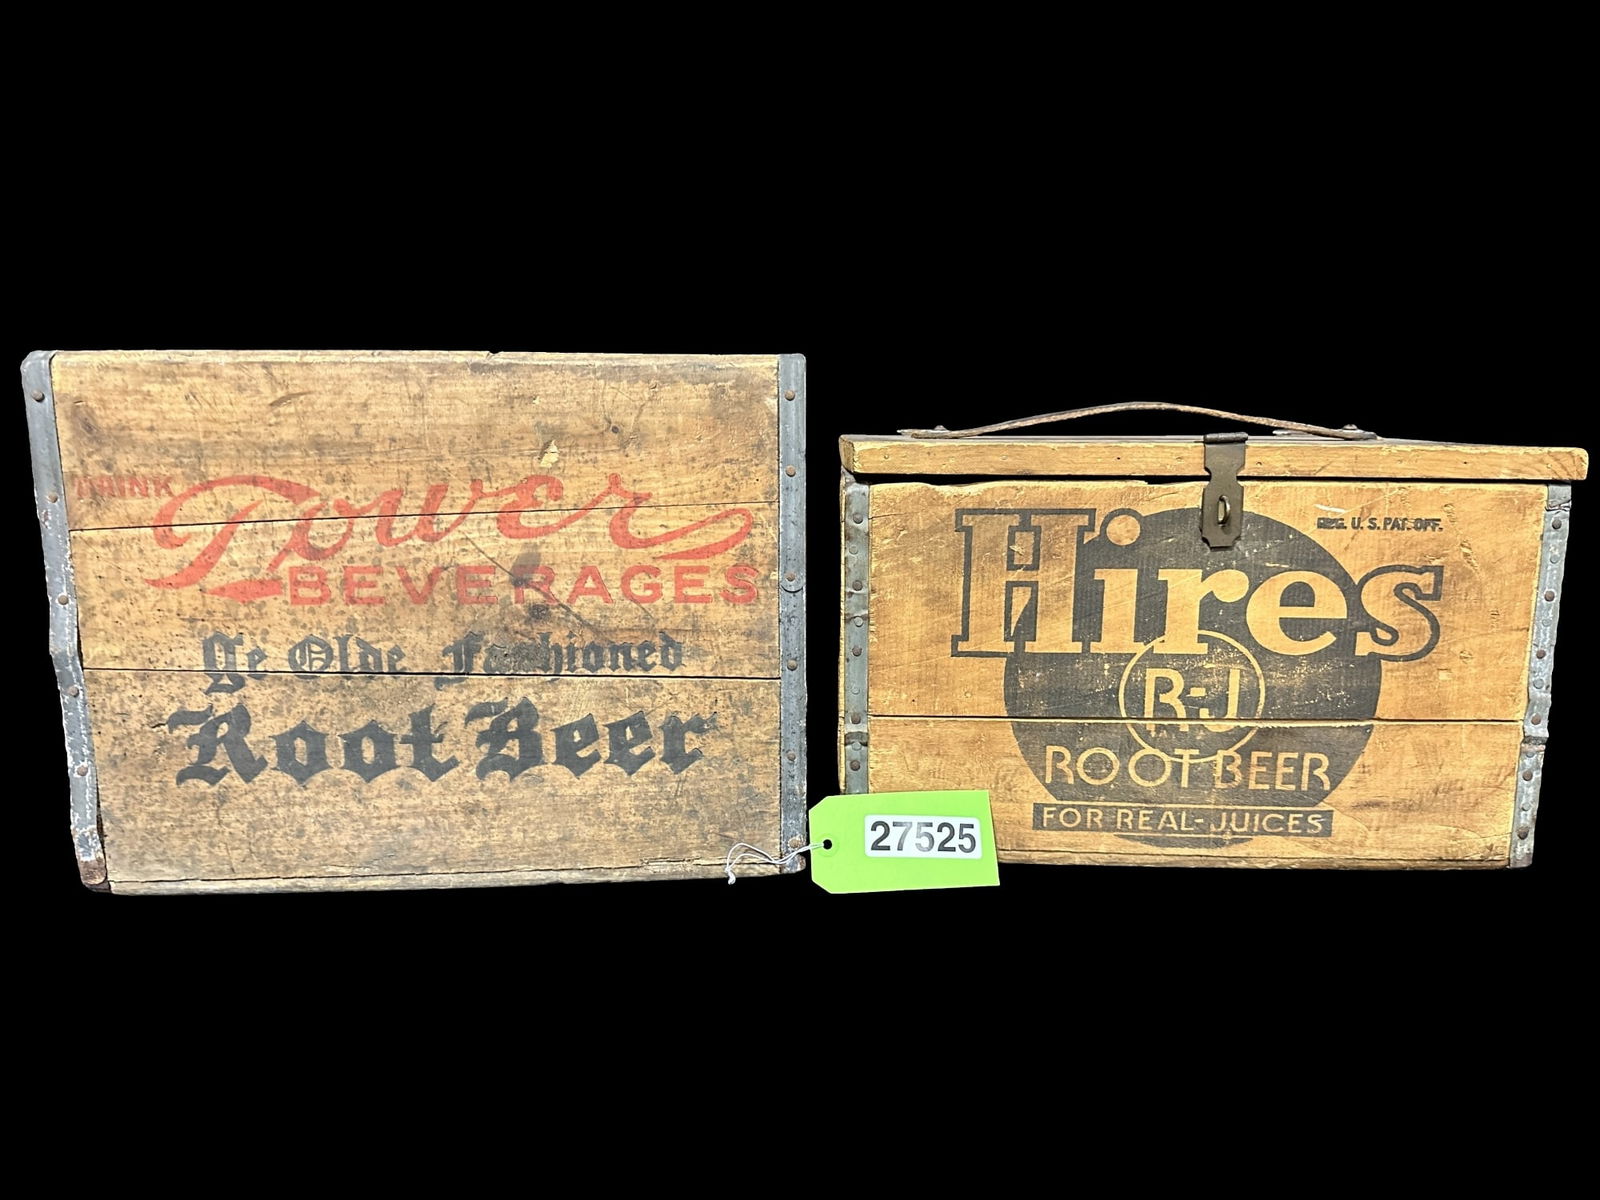 DRINK
Power
BEVERAGES
Ye Olde Fashioned
Root Beer
27525
Hires
REG. U. S. PAT. OFF.
R-J
ROOT BEER
FOR REAL-JUICES